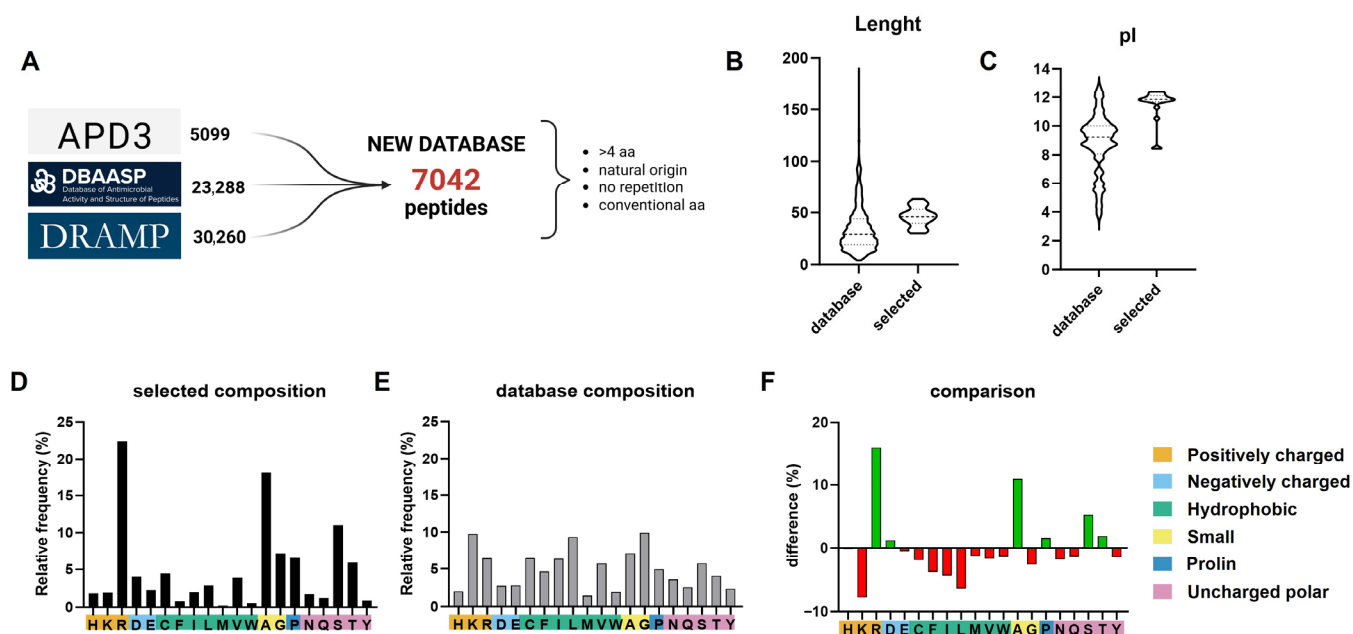 A
APD3
5099
DBAASP
Database of Antimicrobial
Activity and Structure of Peptides
23,288
DRAMP
30,260
NEW DATABASE
7042
peptides
• >4 aa
• natural origin
• no repetition
• conventional aa
B
Lenght
200
150
100
50
0
database
selected
C
pI
14
12
10
8
6
4
2
0
database
selected
D
selected composition
Relative frequency (%)
25
20
15
10
5
0
H K R D E C F I L M V W A G P N Q S T Y
E
database composition
Relative frequency (%)
25
20
15
10
5
0
H K R D E C F I L M V W A G P N Q S T Y
F
comparison
difference (%)
20
10
0
−10
H K R D E C F I L M V W A G P N Q S T Y
Positively charged
Negatively charged
Hydrophobic
Small
Prolin
Uncharged polar